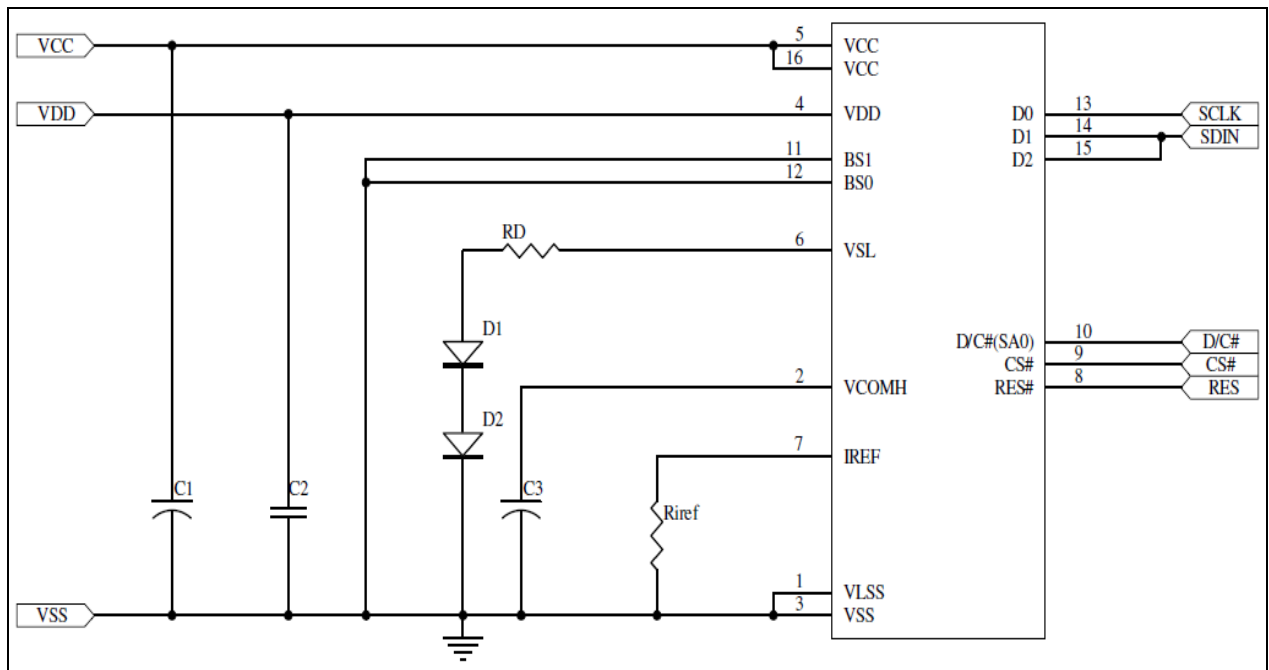 VCC
5
VCC
16
VCC
VDD
4
VDD
D0
13
SCLK
D1
14
SDIN
D2
15
11
BS1
12
BS0
RD
6
VSL
D1
D/C#(SA0)
10
D/C#
CS#
9
CS#
RES#
8
RES
2
VCOMH
D2
7
IREF
C1
C2
C3
Riref
1
VLSS
VSS
3
VSS